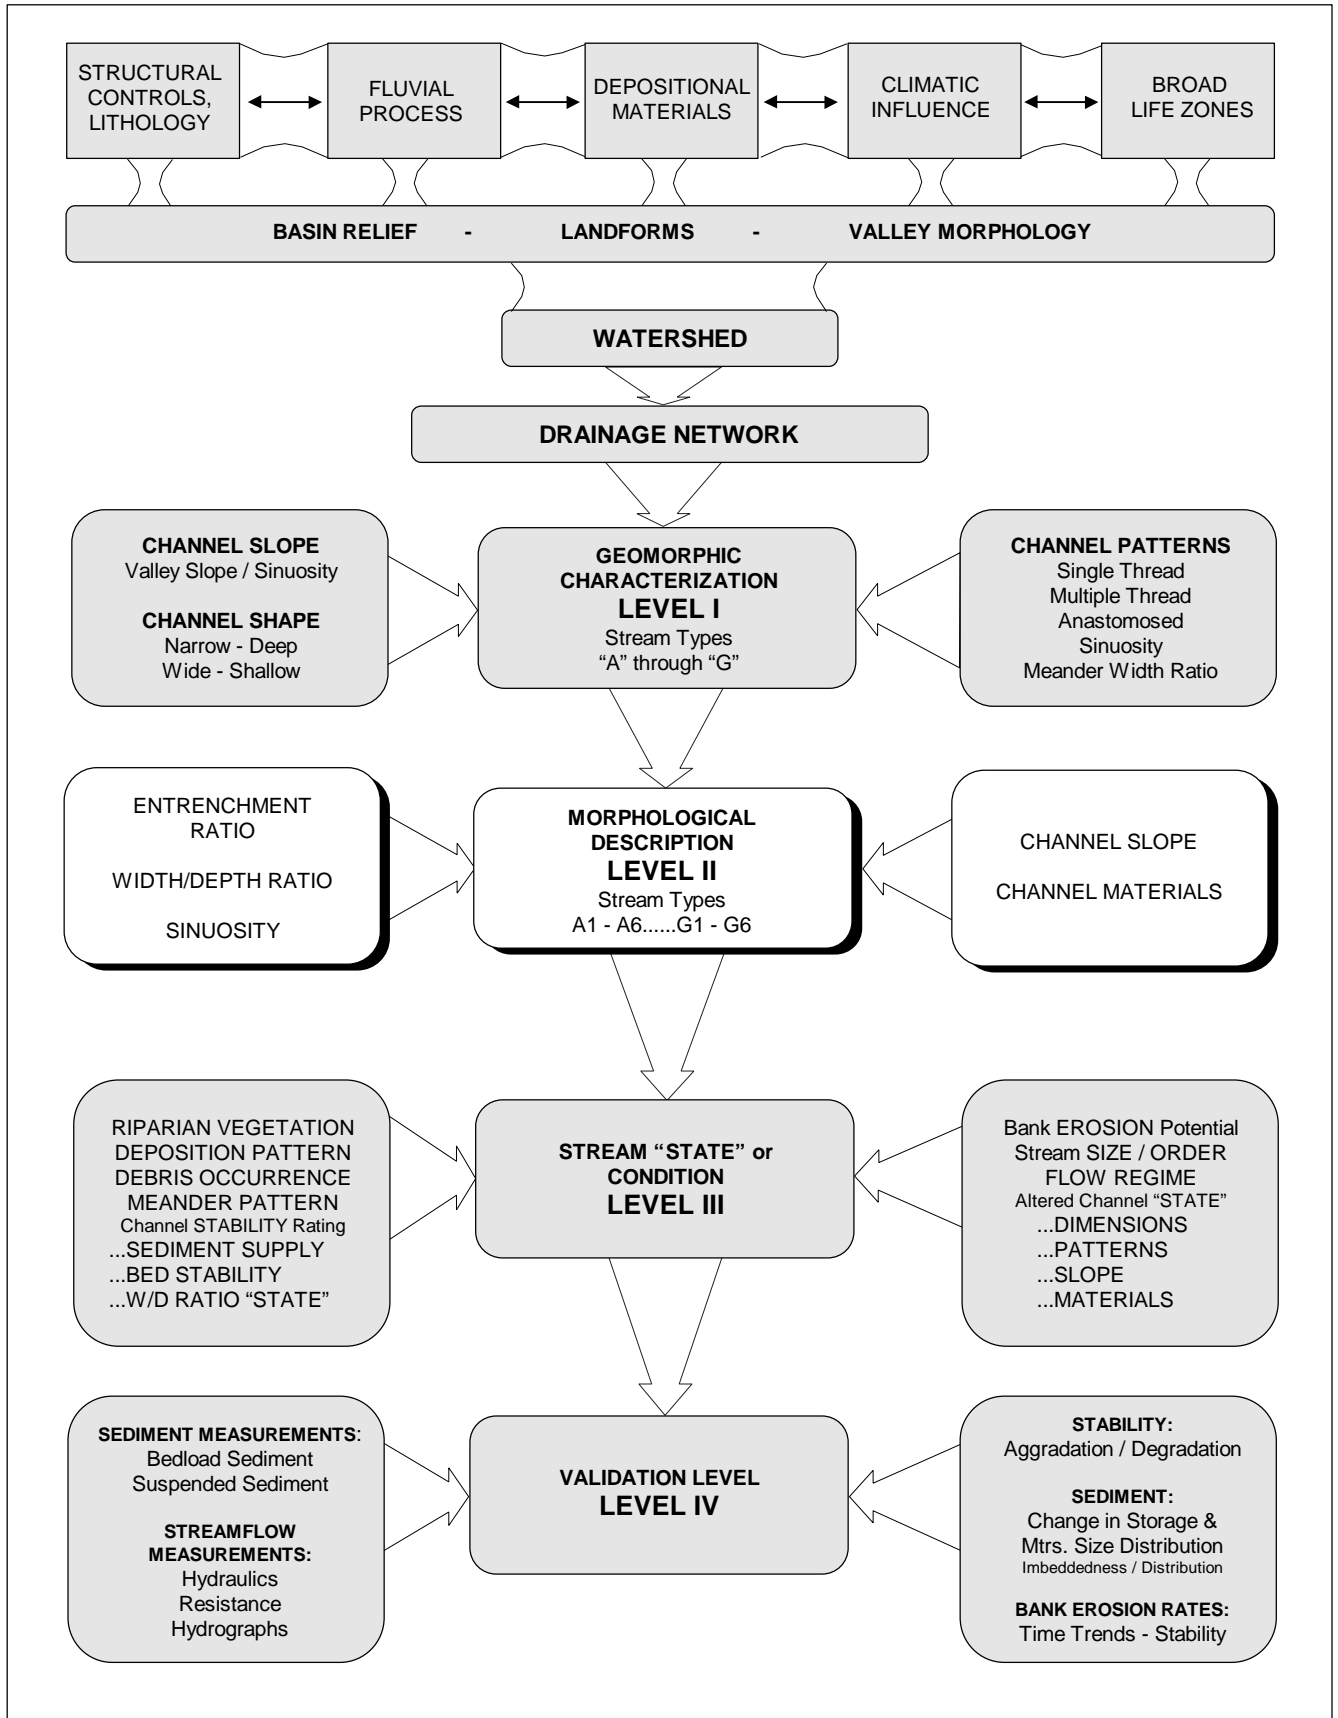 STRUCTURAL
CONTROLS,
LITHOLOGY
FLUVIAL
PROCESS
DEPOSITIONAL
MATERIALS
CLIMATIC
INFLUENCE
BROAD
LIFE ZONES
BASIN RELIEF - LANDFORMS - VALLEY MORPHOLOGY
WATERSHED
DRAINAGE NETWORK
CHANNEL SLOPE
Valley Slope / Sinuosity
CHANNEL SHAPE
Narrow - Deep
Wide - Shallow
GEOMORPHIC
CHARACTERIZATION
LEVEL I
Stream Types
“A” through “G”
CHANNEL PATTERNS
Single Thread
Multiple Thread
Anastomosed
Sinuosity
Meander Width Ratio
ENTRENCHMENT
RATIO
WIDTH/DEPTH RATIO
SINUOSITY
MORPHOLOGICAL
DESCRIPTION
LEVEL II
Stream Types
A1 - A6......G1 - G6
CHANNEL SLOPE
CHANNEL MATERIALS
RIPARIAN VEGETATION
DEPOSITION PATTERN
DEBRIS OCCURRENCE
MEANDER PATTERN
Channel STABILITY Rating
...SEDIMENT SUPPLY
...BED STABILITY
...W/D RATIO “STATE”
STREAM “STATE” or
CONDITION
LEVEL III
Bank EROSION Potential
Stream SIZE / ORDER
FLOW REGIME
Altered Channel “STATE”
...DIMENSIONS
...PATTERNS
...SLOPE
...MATERIALS
SEDIMENT MEASUREMENTS:
Bedload Sediment
Suspended Sediment
STREAMFLOW
MEASUREMENTS:
Hydraulics
Resistance
Hydrographs
VALIDATION LEVEL
LEVEL IV
STABILITY:
Aggradation / Degradation
SEDIMENT:
Change in Storage &
Mtrs. Size Distribution
Imbeddedness / Distribution
BANK EROSION RATES:
Time Trends - Stability